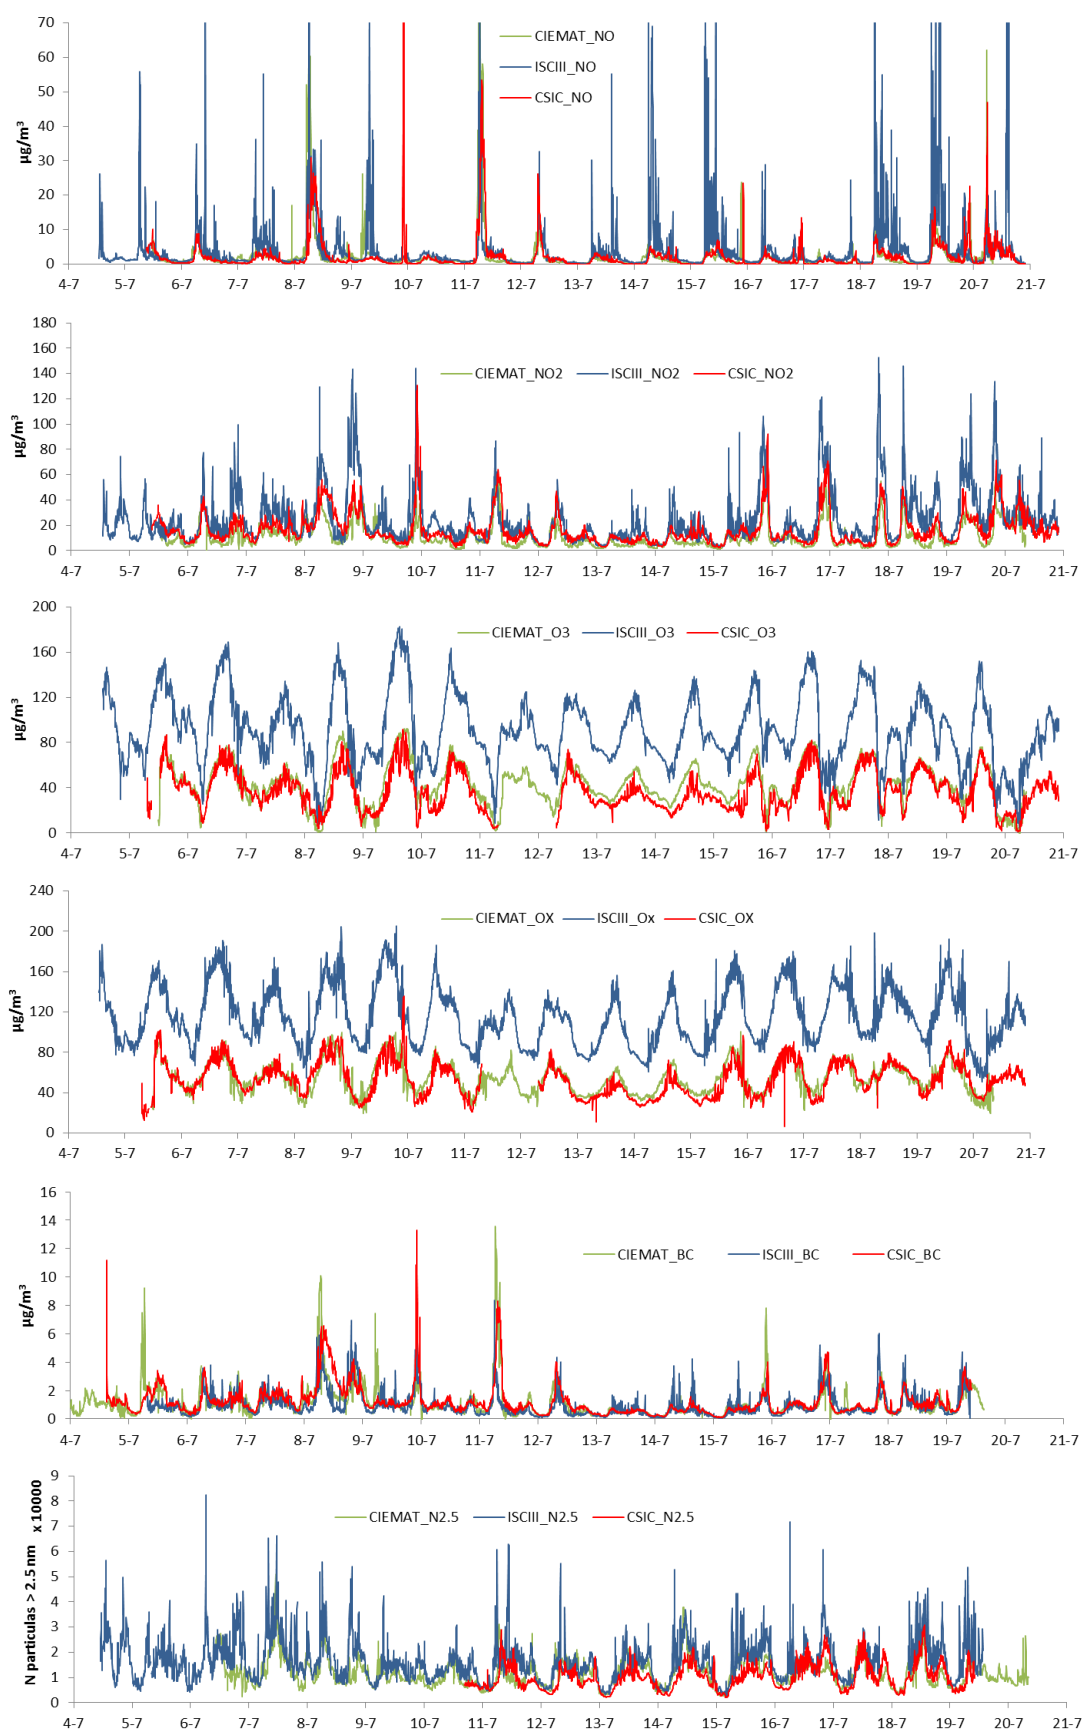 CIEMAT_NO
ISCIII_NO
CSIC_NO
µg/m³
70
60
50
40
30
20
10
0
4-7 5-7 6-7 7-7 8-7 9-7 10-7 11-7 12-7 13-7 14-7 15-7 16-7 17-7 18-7 19-7 20-7 21-7
CIEMAT_NO2 ISCIII_NO2 CSIC_NO2
µg/m³
180
160
140
120
100
80
60
40
20
0
4-7 5-7 6-7 7-7 8-7 9-7 10-7 11-7 12-7 13-7 14-7 15-7 16-7 17-7 18-7 19-7 20-7 21-7
CIEMAT_O3 ISCIII_O3 CSIC_O3
µg/m³
200
160
120
80
40
0
4-7 5-7 6-7 7-7 8-7 9-7 10-7 11-7 12-7 13-7 14-7 15-7 16-7 17-7 18-7 19-7 20-7 21-7
CIEMAT_OX ISCIII_Ox CSIC_OX
µg/m³
240
200
160
120
80
40
0
4-7 5-7 6-7 7-7 8-7 9-7 10-7 11-7 12-7 13-7 14-7 15-7 16-7 17-7 18-7 19-7 20-7 21-7
CIEMAT_BC ISCIII_BC CSIC_BC
µg/m³
16
14
12
10
8
6
4
2
0
4-7 5-7 6-7 7-7 8-7 9-7 10-7 11-7 12-7 13-7 14-7 15-7 16-7 17-7 18-7 19-7 20-7 21-7
CIEMAT_N2.5 ISCIII_N2.5 CSIC_N2.5
N particulas > 2.5 nm x 10000
9
8
7
6
5
4
3
2
1
0
4-7 5-7 6-7 7-7 8-7 9-7 10-7 11-7 12-7 13-7 14-7 15-7 16-7 17-7 18-7 19-7 20-7 21-7